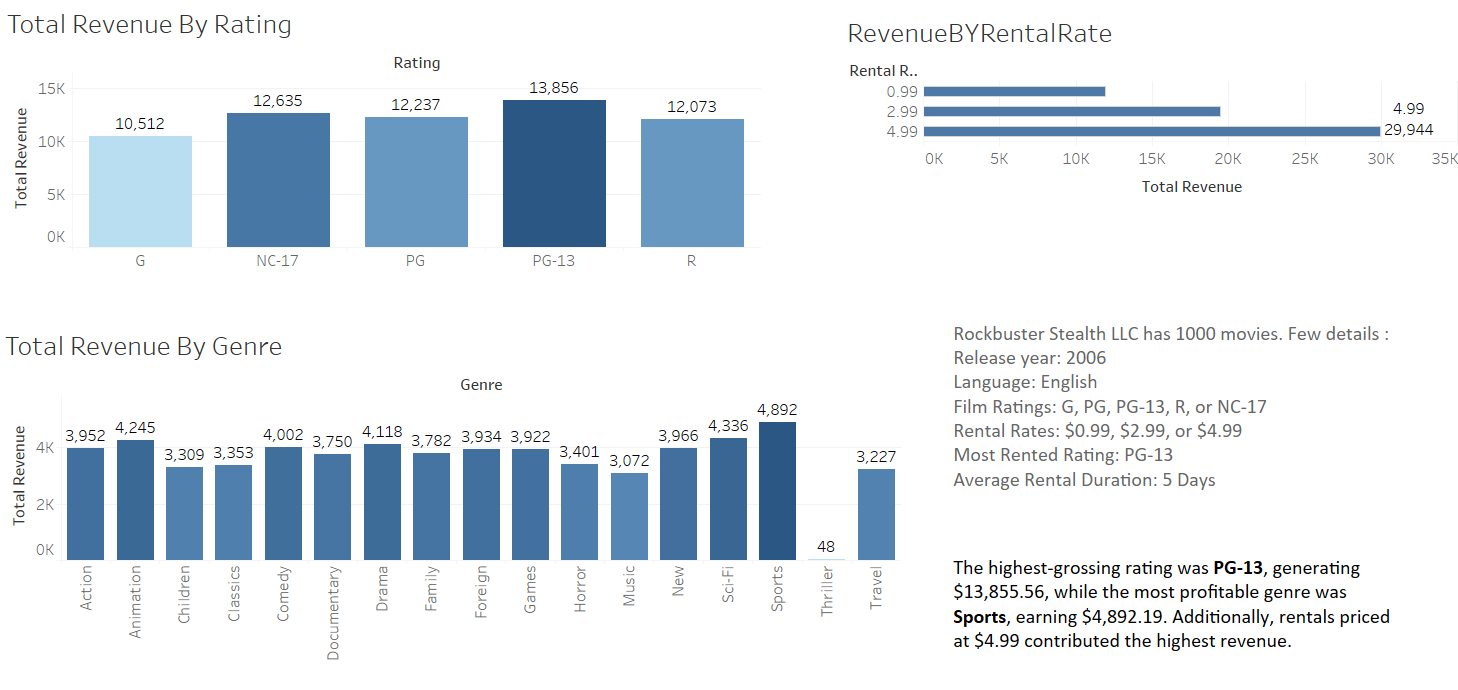 Total Revenue By Rating
Rating
Total Revenue
15K
10K
5K
0K
10,512
12,635
12,237
13,856
12,073
G
NC-17
PG
PG-13
R
RevenueBYRentalRate
Rental R..
0.99
2.99
4.99
4.99
29,944
0K
5K
10K
15K
20K
25K
30K
35K
Total Revenue
Total Revenue By Genre
Genre
Total Revenue
4K
2K
0K
3,952
4,245
3,309
3,353
4,002
3,750
4,118
3,782
3,934
3,922
3,401
3,072
3,966
4,336
4,892
48
3,227
Action
Animation
Children
Classics
Comedy
Documentary
Drama
Family
Foreign
Games
Horror
Music
New
Sci-Fi
Sports
Thriller
Travel
Rockbuster Stealth LLC has 1000 movies. Few details :
Release year: 2006
Language: English
Film Ratings: G, PG, PG-13, R, or NC-17
Rental Rates: $0.99, $2.99, or $4.99
Most Rented Rating: PG-13
Average Rental Duration: 5 Days
The highest-grossing rating was PG-13, generating
$13,855.56, while the most profitable genre was
Sports, earning $4,892.19. Additionally, rentals priced
at $4.99 contributed the highest revenue.